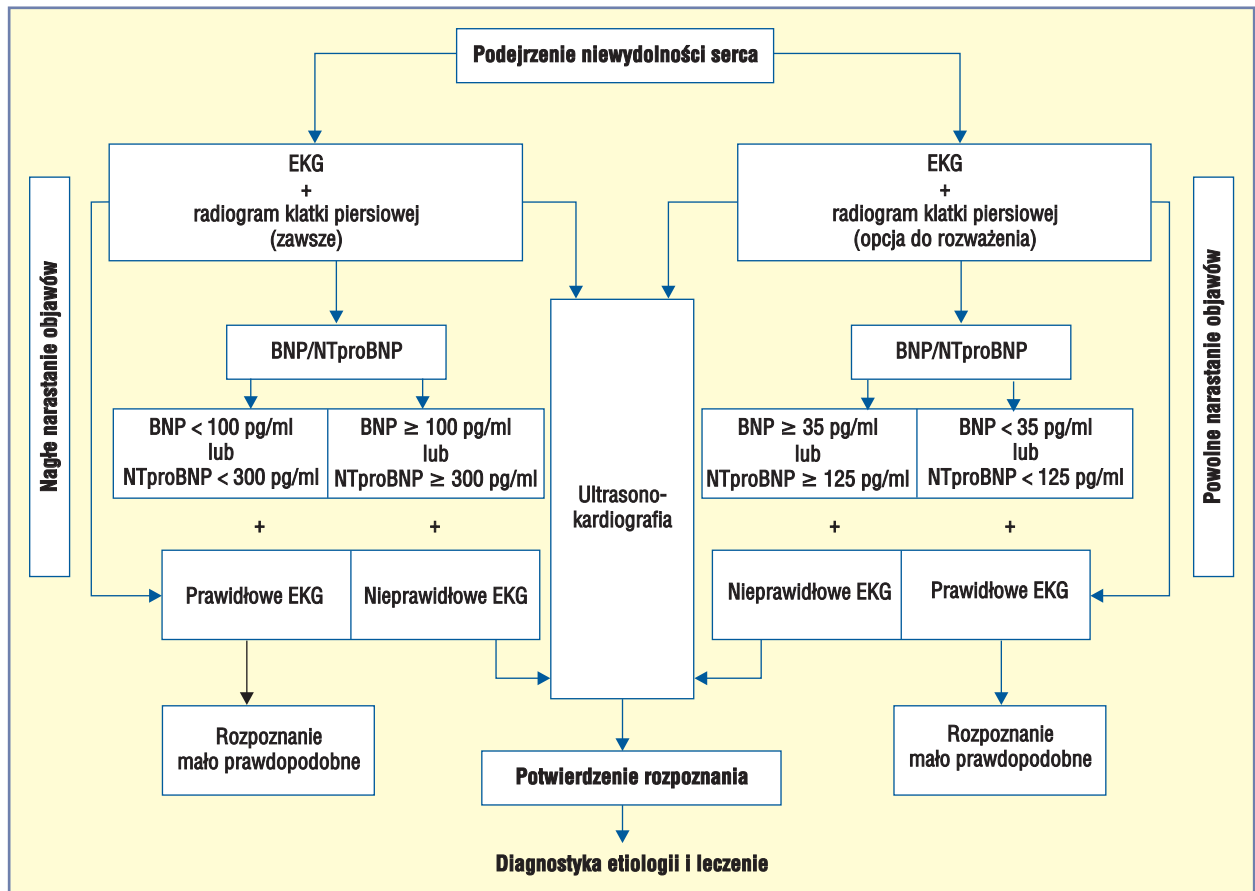 Podejrzenie niewydolności serca
Nagłe narastanie objawów
EKG
+
radiogram klatki piersiowej
(zawsze)
BNP/NTproBNP
BNP < 100 pg/ml
lub
NTproBNP < 300 pg/ml
BNP ≥ 100 pg/ml
lub
NTproBNP ≥ 300 pg/ml
+
+
Prawidłowe EKG
Nieprawidłowe EKG
Rozpoznanie
mało prawdopodobne
Ultrasono-
kardiografia
EKG
+
radiogram klatki piersiowej
(opcja do rozważenia)
BNP/NTproBNP
BNP ≥ 35 pg/ml
lub
NTproBNP ≥ 125 pg/ml
BNP < 35 pg/ml
lub
NTproBNP < 125 pg/ml
+
+
Nieprawidłowe EKG
Prawidłowe EKG
Rozpoznanie
mało prawdopodobne
Powolne narastanie objawów
Potwierdzenie rozpoznania
Diagnostyka etiologii i leczenie